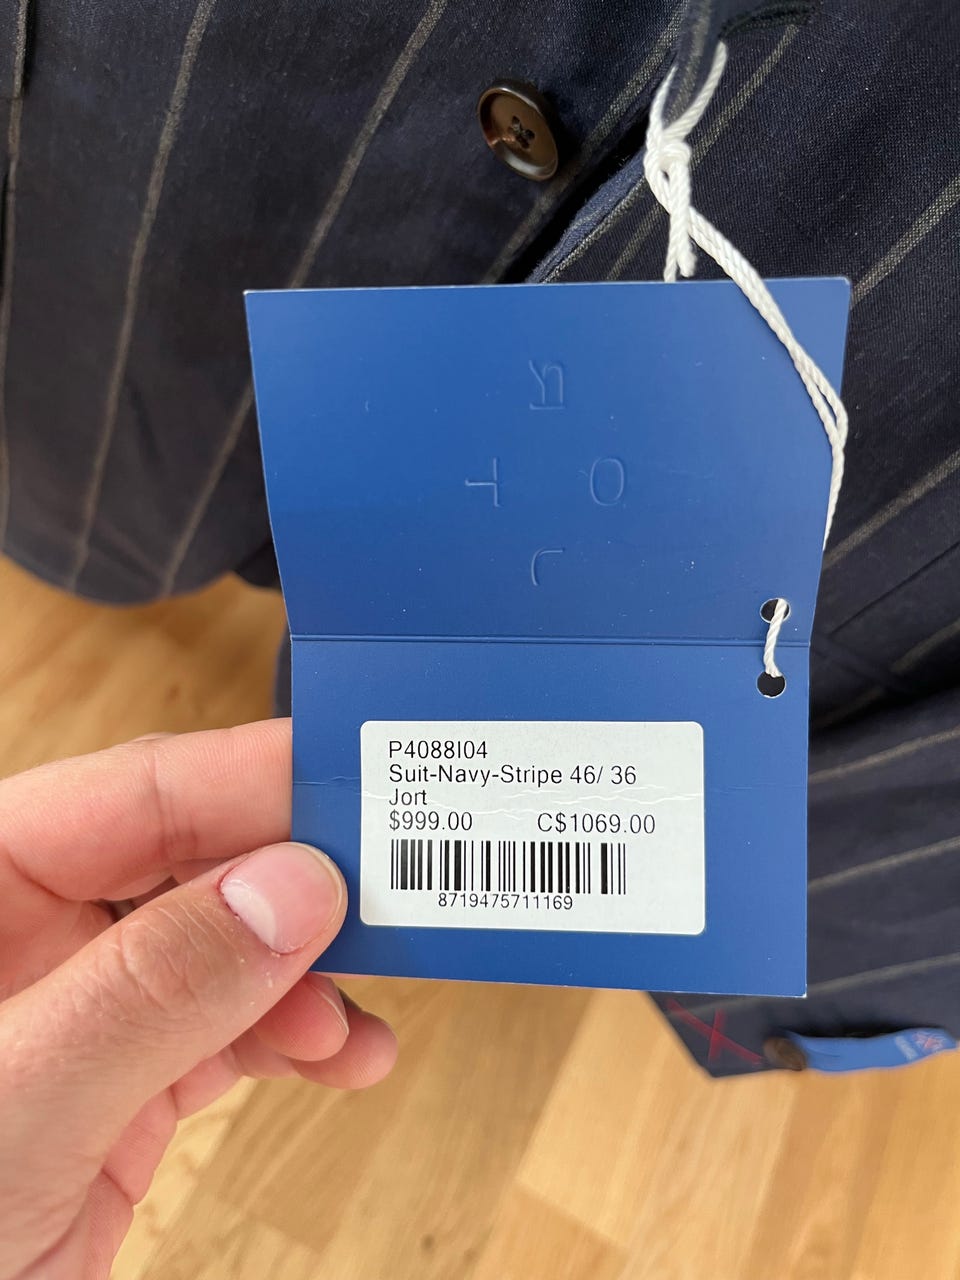 J O R T
P4088I04
Suit-Navy-Stripe 46/ 36
Jort
$999.00 C$1069.00
8719475711169